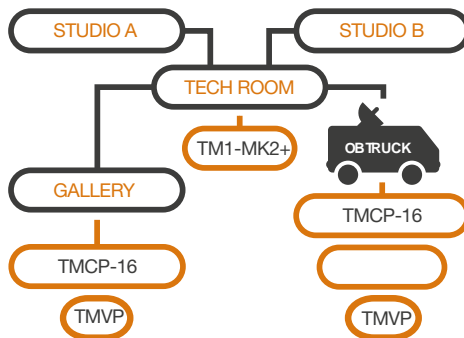 STUDIO A
STUDIO B
TECH ROOM
TM1-MK2+
OBTRUCK
GALLERY
TMCP-16
TMCP-16
TMVP
TMVP